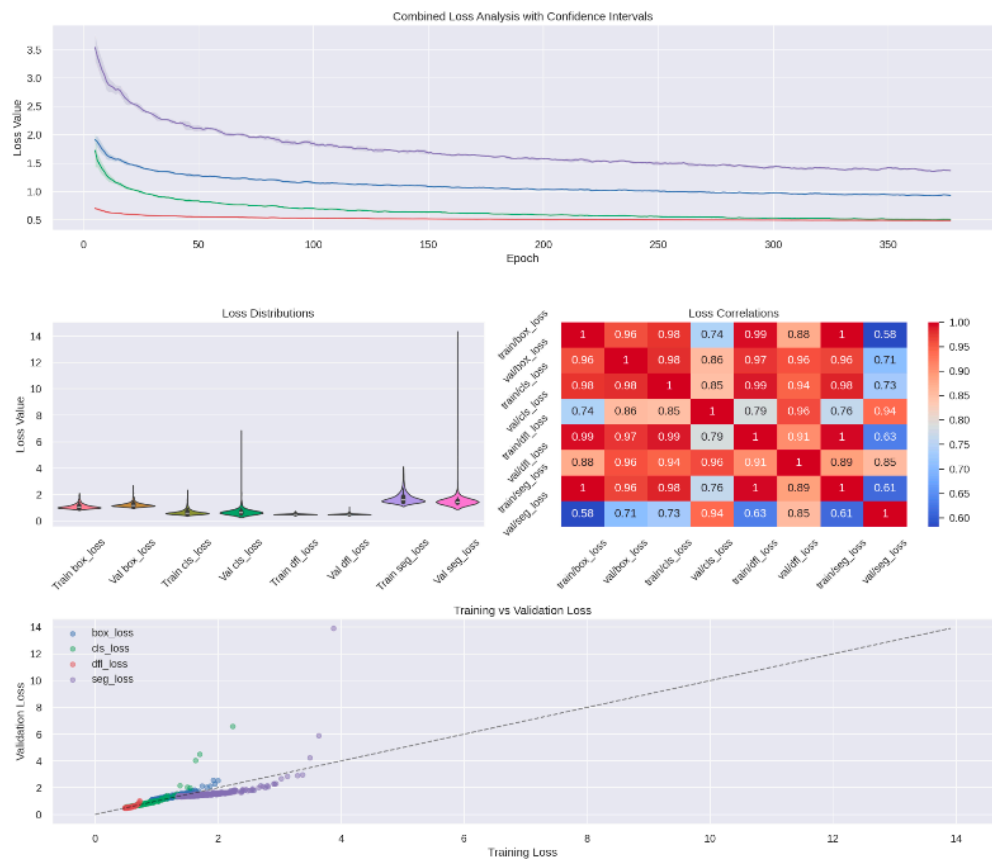 Combined Loss Analysis with Confidence Intervals
3.5
3.0
2.5
2.0
1.5
1.0
0.5
Loss Value
0 50 100 150 200 250 300 350
Epoch
Loss Distributions
14
12
10
8
6
4
2
0
Loss Value
Train box_loss
Val box_loss
Train cls_loss
Val cls_loss
Train dfl_loss
Val dfl_loss
Train seg_loss
Val seg_loss
Loss Correlations
train/box_loss 1 0.96 0.98 0.74 0.99 0.88 1 0.58
val/box_loss 0.96 1 0.98 0.86 0.97 0.96 0.96 0.71
train/cls_loss 0.98 0.98 1 0.85 0.99 0.94 0.98 0.73
val/cls_loss 0.74 0.86 0.85 1 0.79 0.96 0.76 0.94
train/dfl_loss 0.99 0.97 0.99 0.79 1 0.91 1 0.63
val/dfl_loss 0.88 0.96 0.94 0.96 0.91 1 0.89 0.85
train/seg_loss 1 0.96 0.98 0.76 1 0.89 1 0.61
val/seg_loss 0.58 0.71 0.73 0.94 0.63 0.85 0.61 1
train/box_loss
val/box_loss
train/cls_loss
val/cls_loss
train/dfl_loss
val/dfl_loss
train/seg_loss
val/seg_loss
1.00
0.95
0.90
0.85
0.80
0.75
0.70
0.65
0.60
Training vs Validation Loss
14
12
10
8
6
4
2
0
Validation Loss
box_loss
cls_loss
dfl_loss
seg_loss
0 2 4 6 8 10 12 14
Training Loss